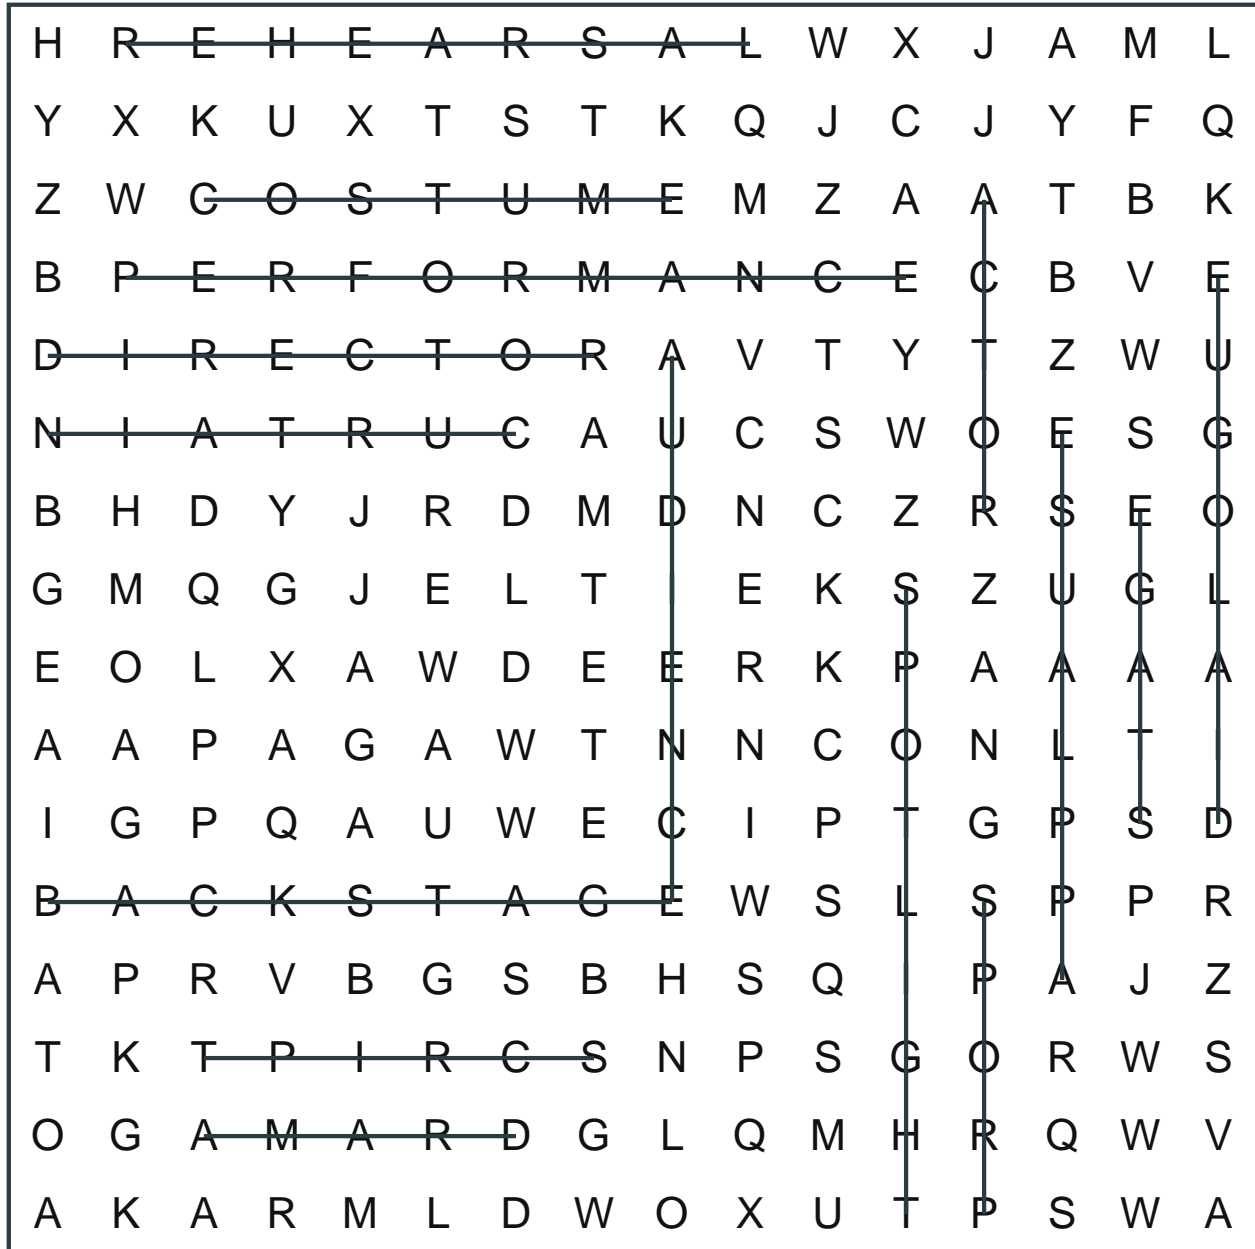 H R E H E A R S A L W X J A M L
Y X K U X T S T K Q J C J Y F Q
Z W C O S T U M E M Z A A T B K
B P E R F O R M A N C E C B V E
D I R E C T O R A V T Y T Z W U
N I A T R U C A U C S W O E S G
B H D Y J R D M D N C Z R S E O
G M Q G J E L T I E K S Z U G L
E O L X A W D E E R K P A A A A
A A P A G A W T N N C O N L T I
I G P Q A U W E C I P T G P S D
B A C K S T A G E W S L S P P R
A P R V B G S B H S Q I P A J Z
T K T P I R C S N P S G O R W S
O G A M A R D G L Q M H R Q W V
A K A R M L D W O X U T P S W A